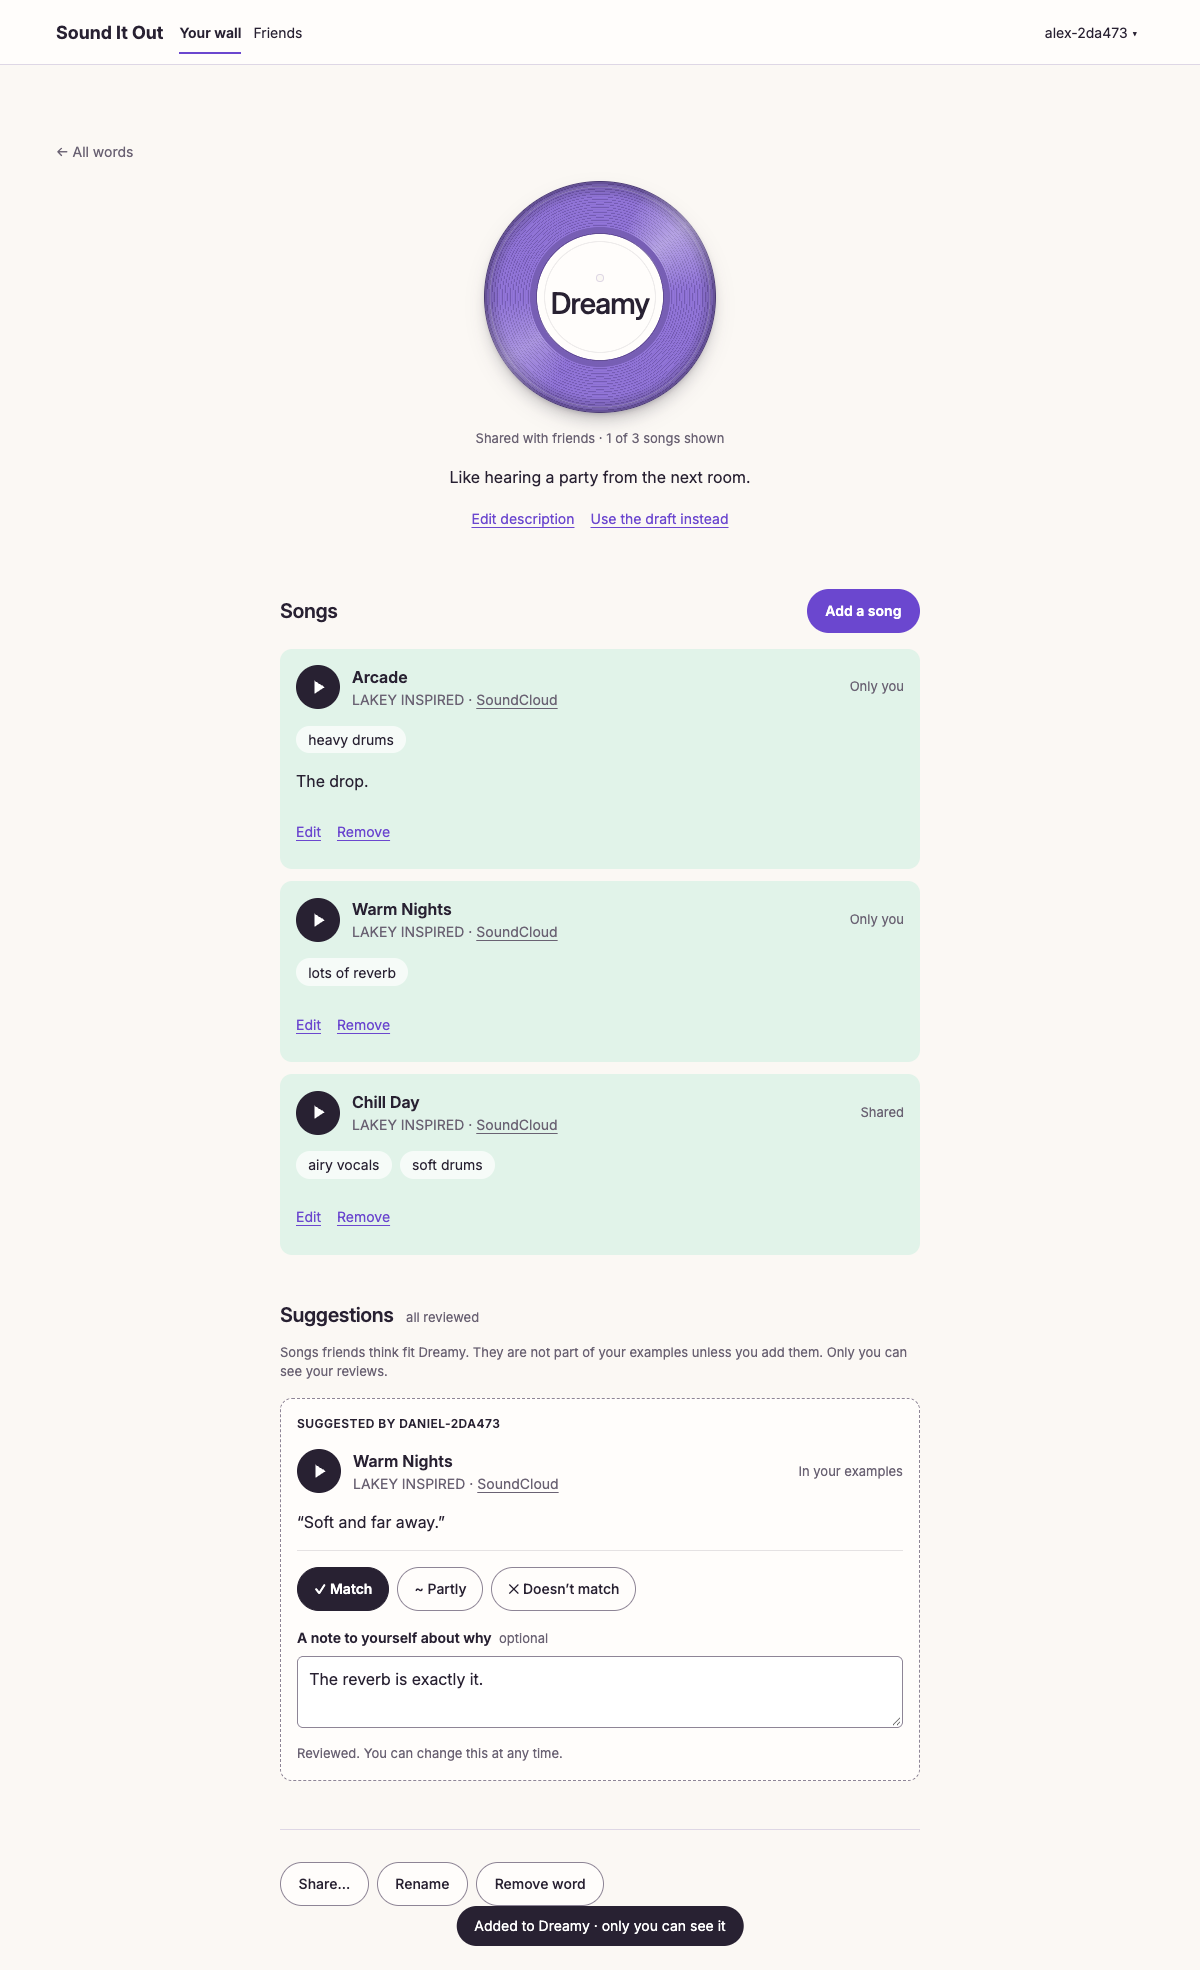 Sound It Out Your wall Friends alex-2da473 ▾
← All words
Dreamy
Shared with friends · 1 of 3 songs shown
Like hearing a party from the next room.
Edit description Use the draft instead
Songs Add a song
Arcade
LAKEY INSPIRED · SoundCloud
Only you
heavy drums
The drop.
Edit Remove
Warm Nights
LAKEY INSPIRED · SoundCloud
Only you
lots of reverb
Edit Remove
Chill Day
LAKEY INSPIRED · SoundCloud
Shared
airy vocals soft drums
Edit Remove
Suggestions all reviewed
Songs friends think fit Dreamy. They are not part of your examples unless you add them. Only you can
see your reviews.
SUGGESTED BY DANIEL-2DA473
Warm Nights
LAKEY INSPIRED · SoundCloud
In your examples
“Soft and far away.”
✓ Match ~ Partly ✕ Doesn’t match
A note to yourself about why optional
The reverb is exactly it.
Reviewed. You can change this at any time.
Share… Rename Remove word
Added to Dreamy · only you can see it